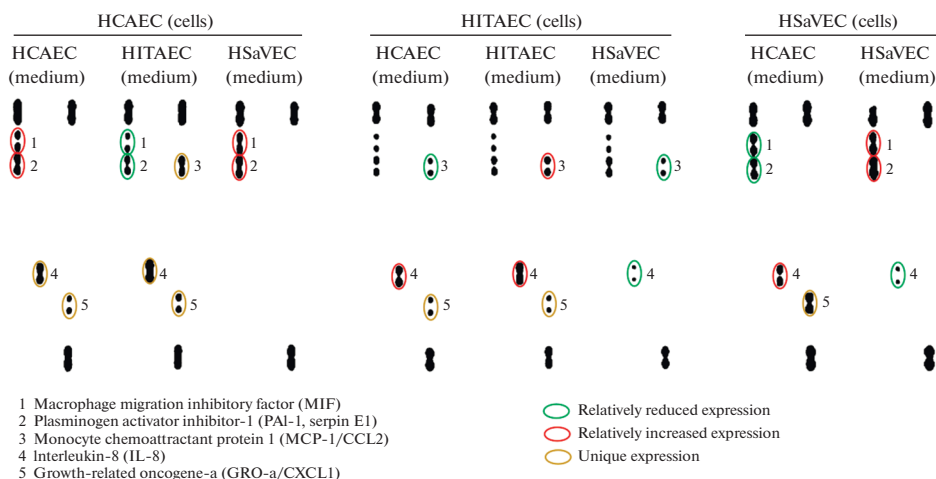 HCAEC (cells) HITAEC (cells) HSaVEC (cells)
HCAEC HITAEC HSaVEC HCAEC HITAEC HSaVEC HCAEC HSaVEC
(medium) (medium) (medium) (medium) (medium) (medium) (medium) (medium)
1 1 1 1 1
2 2 3 2 3 3 3 2 2
4 4 4 4 4 4 4
5 5 5 5 5
1 Macrophage migration inhibitory factor (MIF)
2 Plasminogen activator inhibitor-1 (PAI-1, serpin E1)
3 Monocyte chemoattractant protein 1 (MCP-1/CCL2)
4 Interleukin-8 (IL-8)
5 Growth-related oncogene-a (GRO-a/CXCL1)
Relatively reduced expression
Relatively increased expression
Unique expression